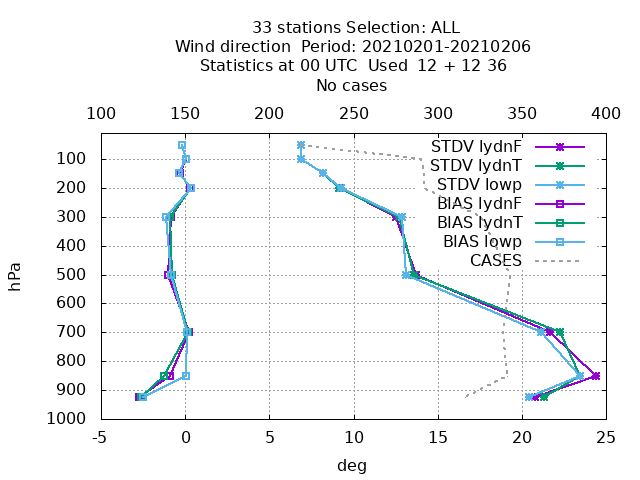 33 stations Selection: ALL
Wind direction  Period: 20210201-20210206
Statistics at 00 UTC  Used  12 + 12 36
No cases
100 150 200 250 300 350 400
STDV lydnF
STDV lydnT
STDV lowp
BIAS lydnF
BIAS lydnT
BIAS lowp
CASES
100
200
300
400
500
600
700
800
900
1000
hPa
-5 0 5 10 15 20 25
deg